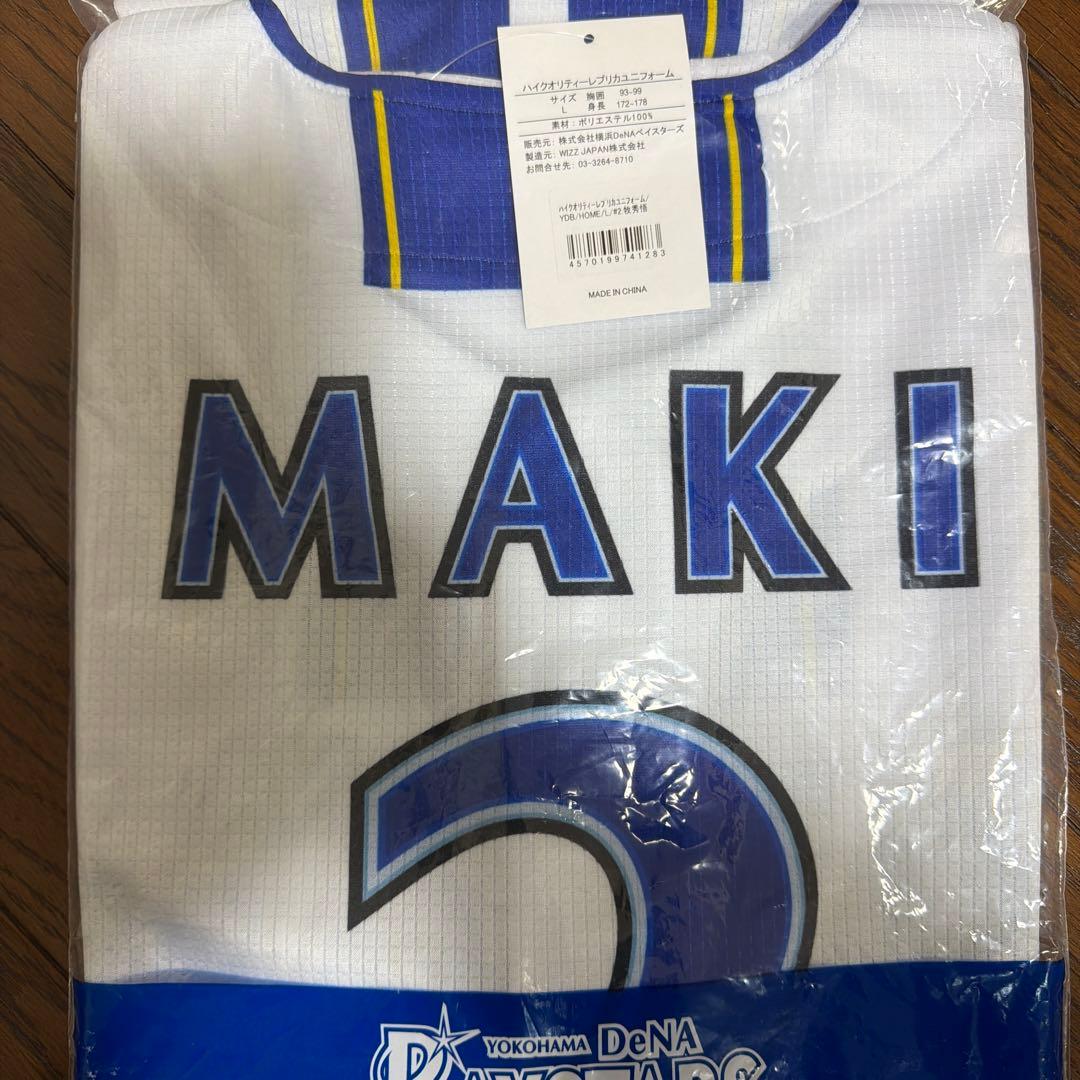 ハイクオリティーレプリカユニフォーム
サイズ 胸囲 93-99
L 身長 172-178
素材：ポリエステル100%
販売元：株式会社横浜DeNAベイスターズ
製造元：WIZZ JAPAN株式会社
お問合せ先：03-3264-8710
ﾊｲｸｵﾘﾃｨｰﾚﾌﾟﾘｶﾕﾆﾌｫｰﾑ/
YDB/HOME/L/#2 牧秀悟
4570199741283
MADE IN CHINA
MAKI
2
YOKOHAMA DeNA
BAYSTARS